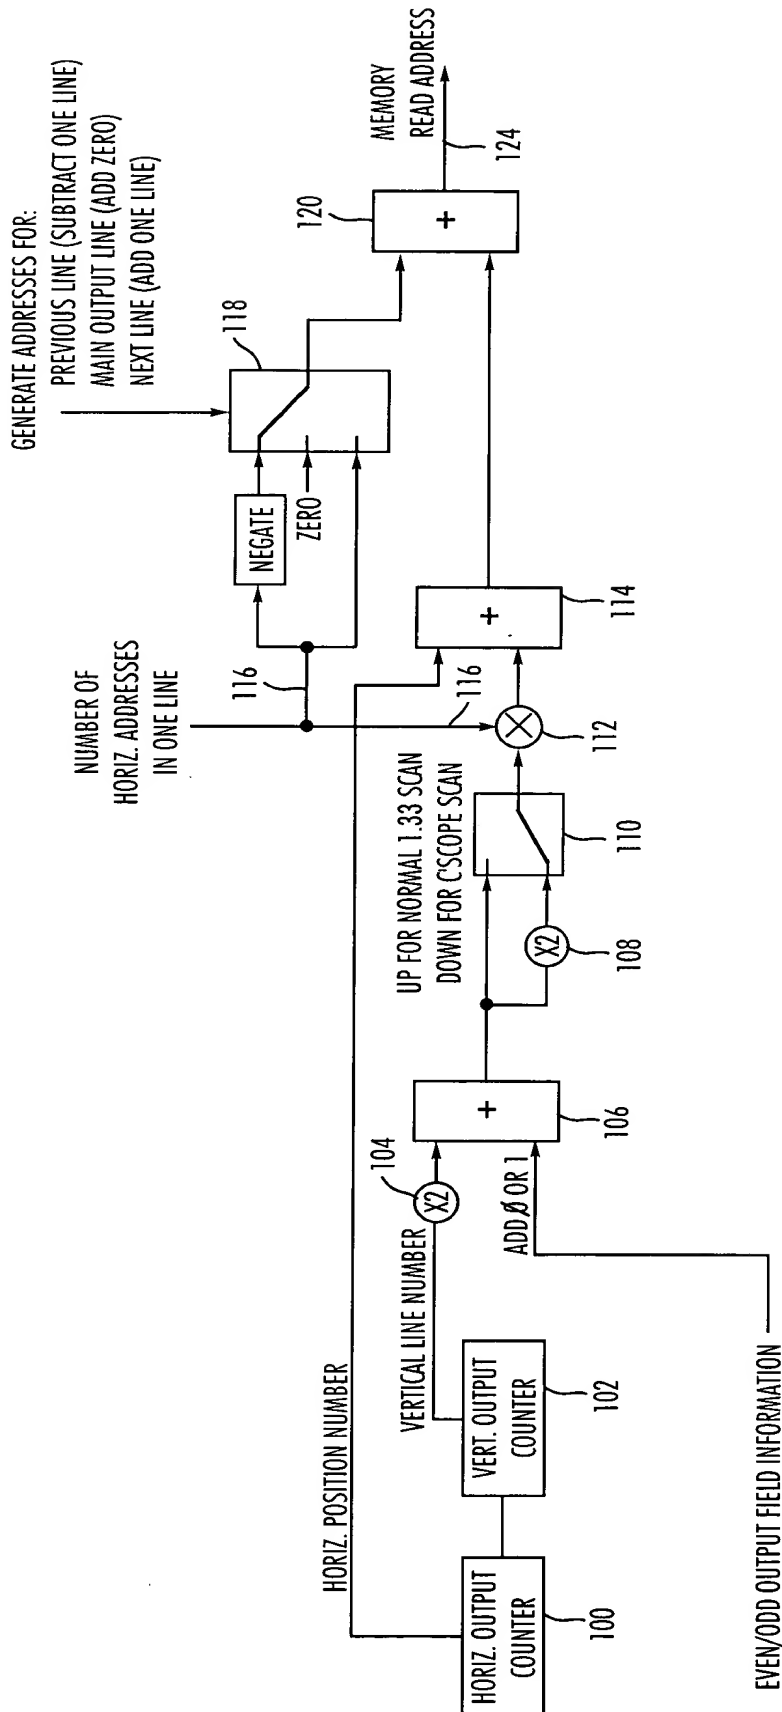 GENERATE ADDRESSES FOR:
PREVIOUS LINE (SUBTRACT ONE LINE)
MAIN OUTPUT LINE (ADD ZERO)
NEXT LINE (ADD ONE LINE)
118
NEGATE
ZERO
120
+
MEMORY
READ ADDRESS
124
NUMBER OF
HORIZ. ADDRESSES
IN ONE LINE
116
116
+
114
112
UP FOR NORMAL 1.33 SCAN
DOWN FOR C'SCOPE SCAN
110
X2
108
+
106
X2
104
ADD Ø OR 1
VERTICAL LINE NUMBER
HORIZ. POSITION NUMBER
VERT. OUTPUT
COUNTER
102
HORIZ. OUTPUT
COUNTER
100
EVEN/ODD OUTPUT FIELD INFORMATION